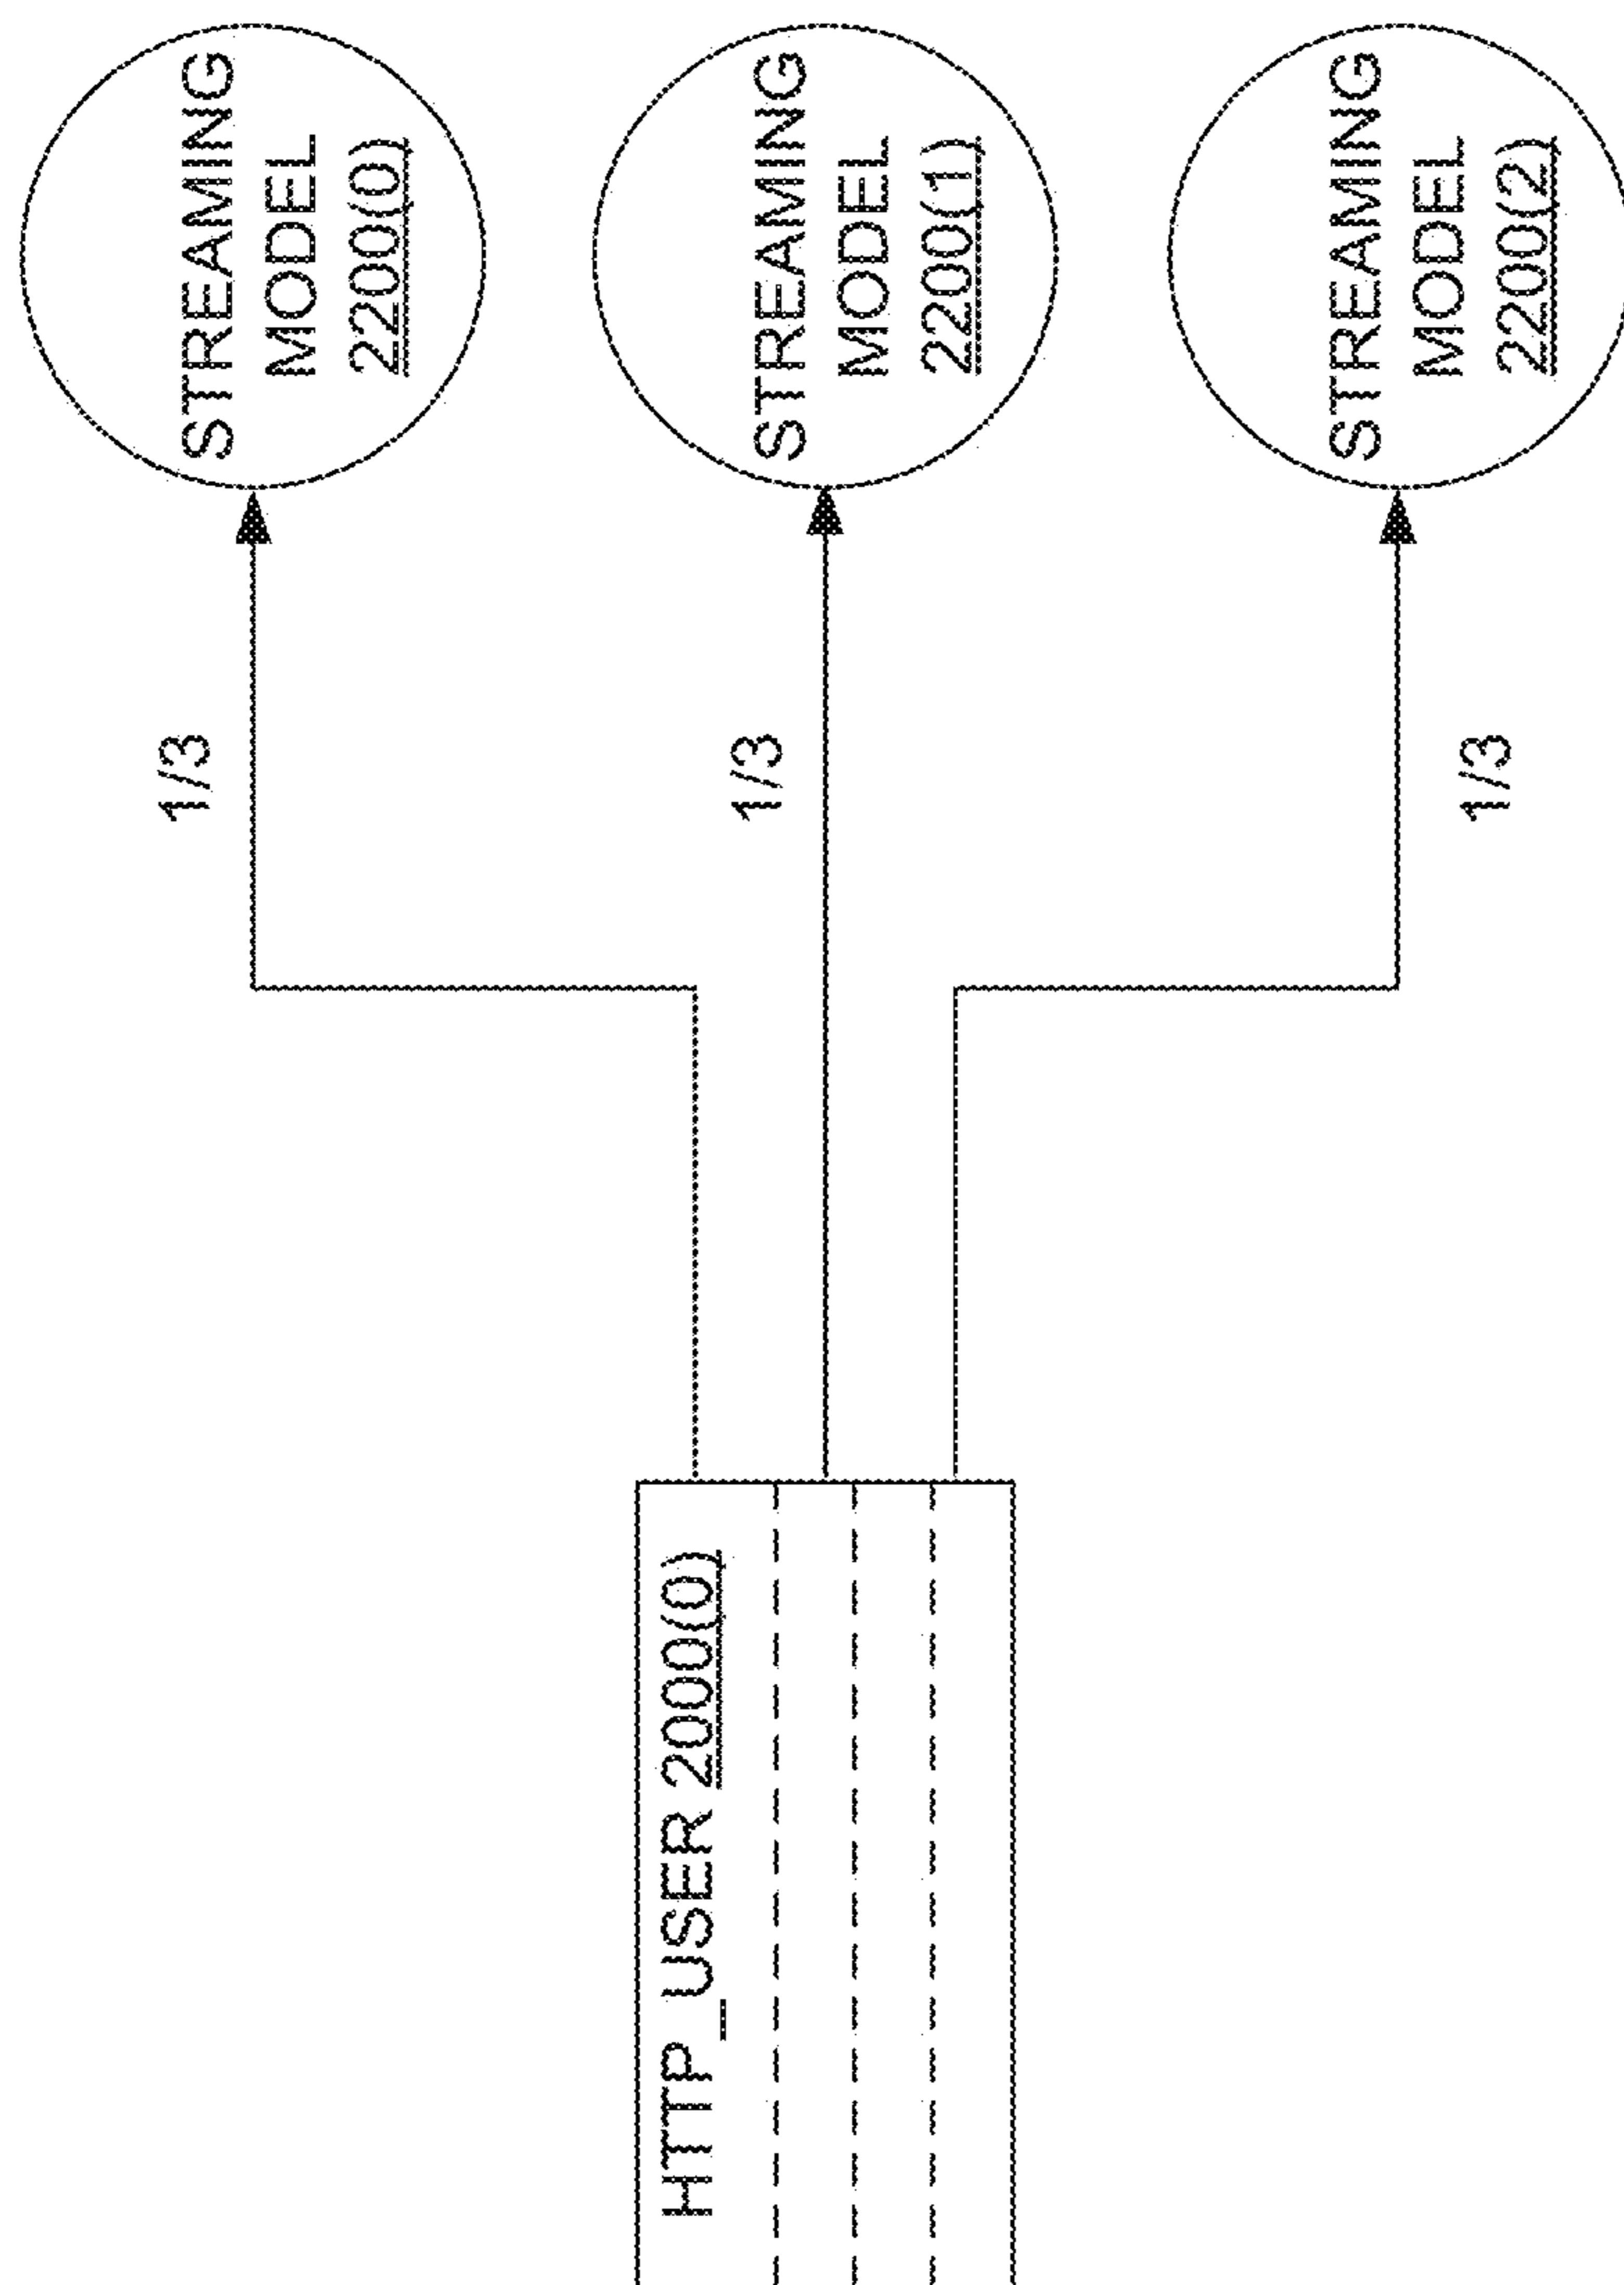 STREAMING
MODEL
2200(0)
STREAMING
MODEL
2200(1)
STREAMING
MODEL
2200(2)
1/3
1/3
1/3
HTTP_USER 2000(0)